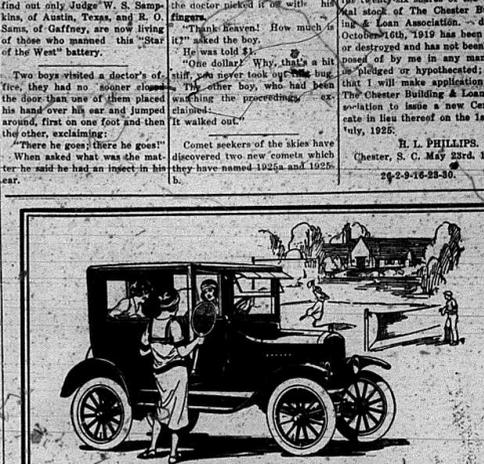 find out only Judge W. S. Samp-
kins, of Austin, Texas, and R. O.
Sams, of Gaffney, are now living
of those who manned this "Star
of the West" battery.
Two boys visited a doctor's of-
fice, they had no sooner closed
the door than one of them placed
his hand over his ear and jumped
around, first on one foot and then
the other, exclaiming:
"There he goes; there he goes!"
When asked what was the mat-
ter he said he had an insect in his
ear.
the doctor picked it off with his
fingers.
"Thank heaven! How much is
it?" asked the boy.
He was told $1.
"One dollar! Why, that's a bit
stiff, you never took out the bug.
The other boy, who had been
watching the proceedings, ex-
claimed:
It walked out."
Comet seekers of the skies have
discovered two new comets which
they have named 1925a and 1925-
b.
tal stock of The Chester Bu
ing & Loan Association, d
October 16th, 1919 has been
or destroyed and has not been
posed of by me in any man
as pledged or hypothecated;
that I will make application
The Chester Building & Loan
sociation to issue a new Cer
cate in lieu thereof on the 1s
July, 1925.
H. L. PHILLIPS.
Chester, S. C. May 23rd, 1
26-2-9-16-23-30.